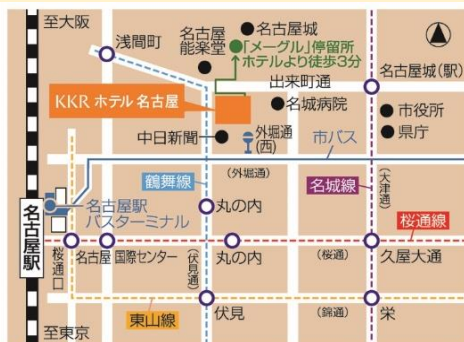 至大阪
浅間町
名古屋
能楽堂
名古屋城
「メーグル」停留所
ホテルより徒歩3分
出来町通
名古屋城(駅)
KKR ホテル 名古屋
名城病院
市役所
県庁
中日新聞
外堀通
(西)
市バス
鶴舞線
(外堀通)
名城線
(大津通)
名古屋駅
名古屋駅
バスターミナル
丸の内
桜通線
桜通口
名古屋 国際センター
(伏見通)
丸の内
(桜通)
久屋大通
東山線
伏見
(錦通)
栄
至東京